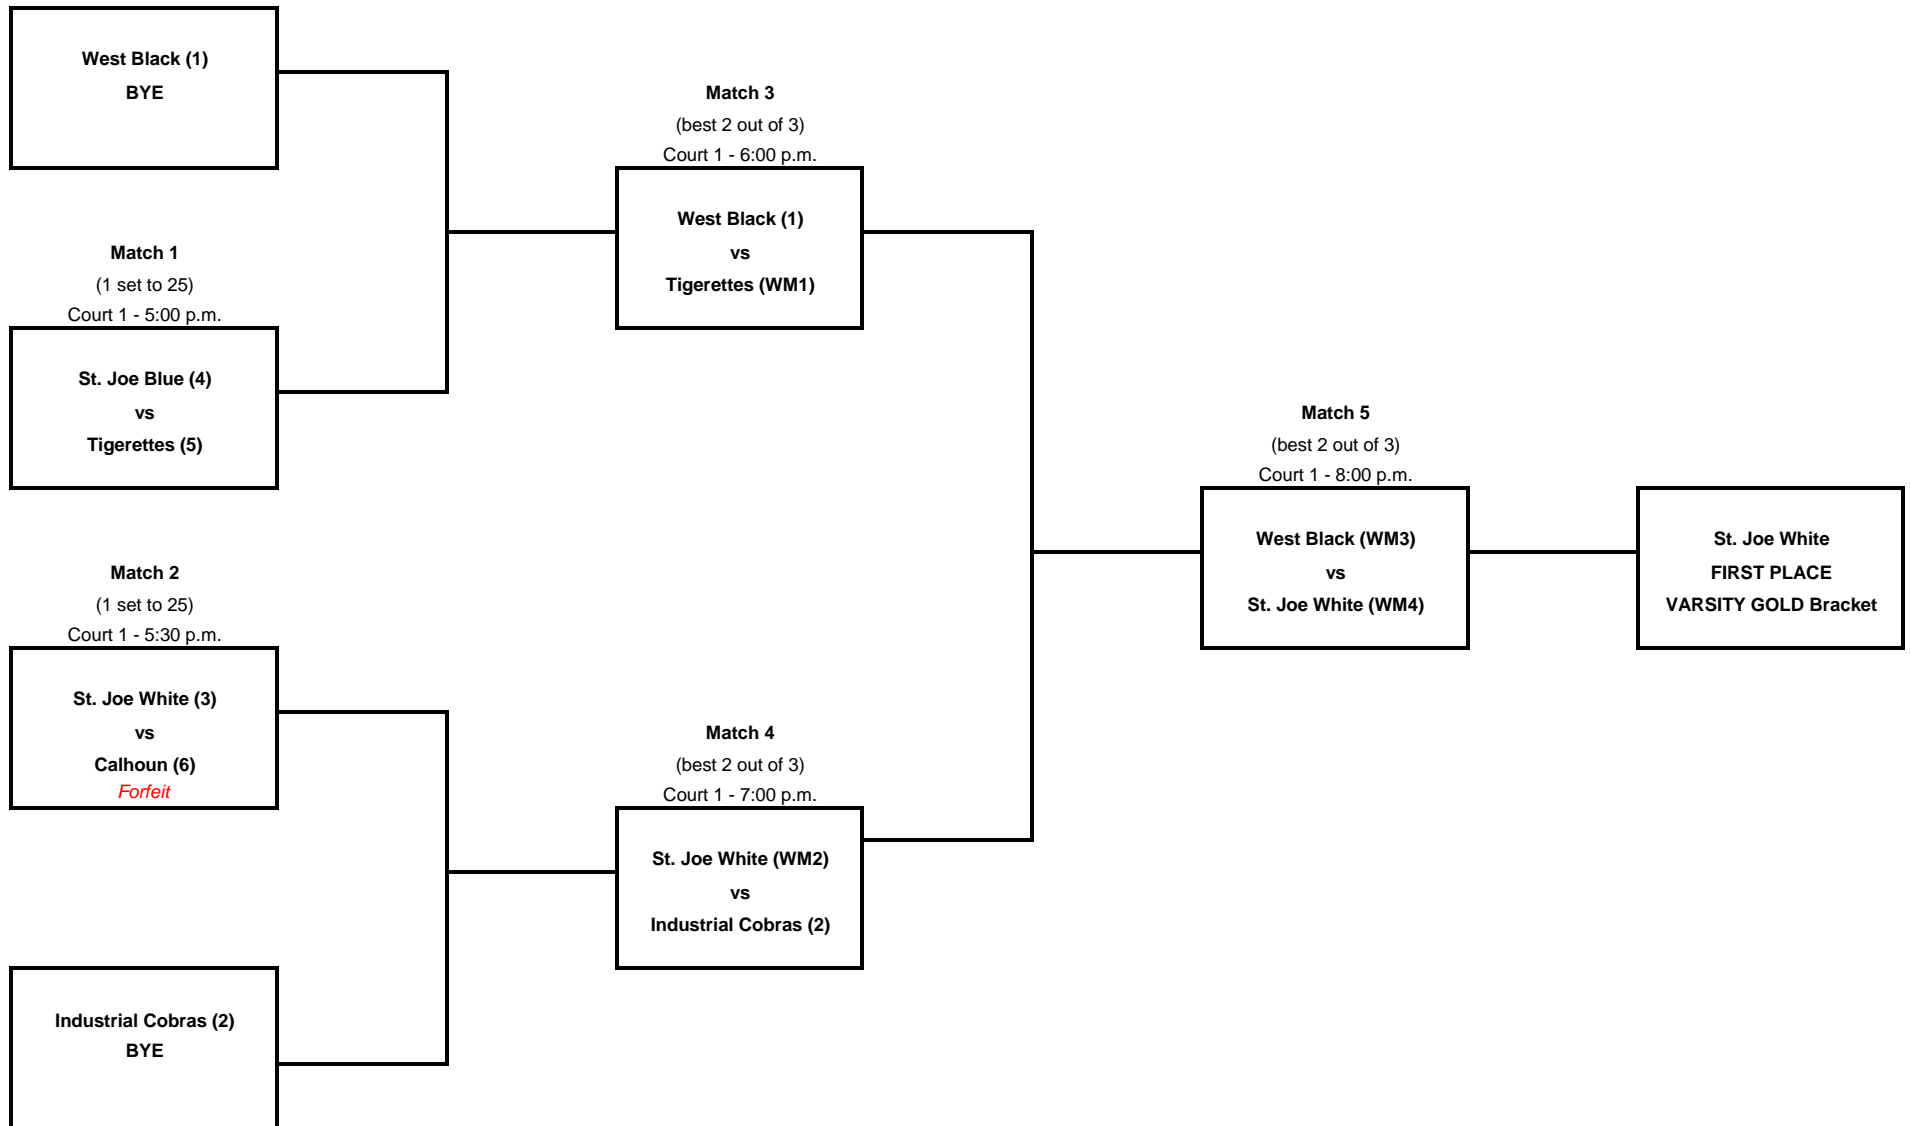 West Black (1)
BYE
Match 1
(1 set to 25)
Court 1 - 5:00 p.m.
St. Joe Blue (4)
vs
Tigerettes (5)
Match 2
(1 set to 25)
Court 1 - 5:30 p.m.
St. Joe White (3)
vs
Calhoun (6)
Forfeit
Industrial Cobras (2)
BYE
Match 3
(best 2 out of 3)
Court 1 - 6:00 p.m.
West Black (1)
vs
Tigerettes (WM1)
Match 4
(best 2 out of 3)
Court 1 - 7:00 p.m.
St. Joe White (WM2)
vs
Industrial Cobras (2)
Match 5
(best 2 out of 3)
Court 1 - 8:00 p.m.
West Black (WM3)
vs
St. Joe White (WM4)
St. Joe White
FIRST PLACE
VARSITY GOLD Bracket